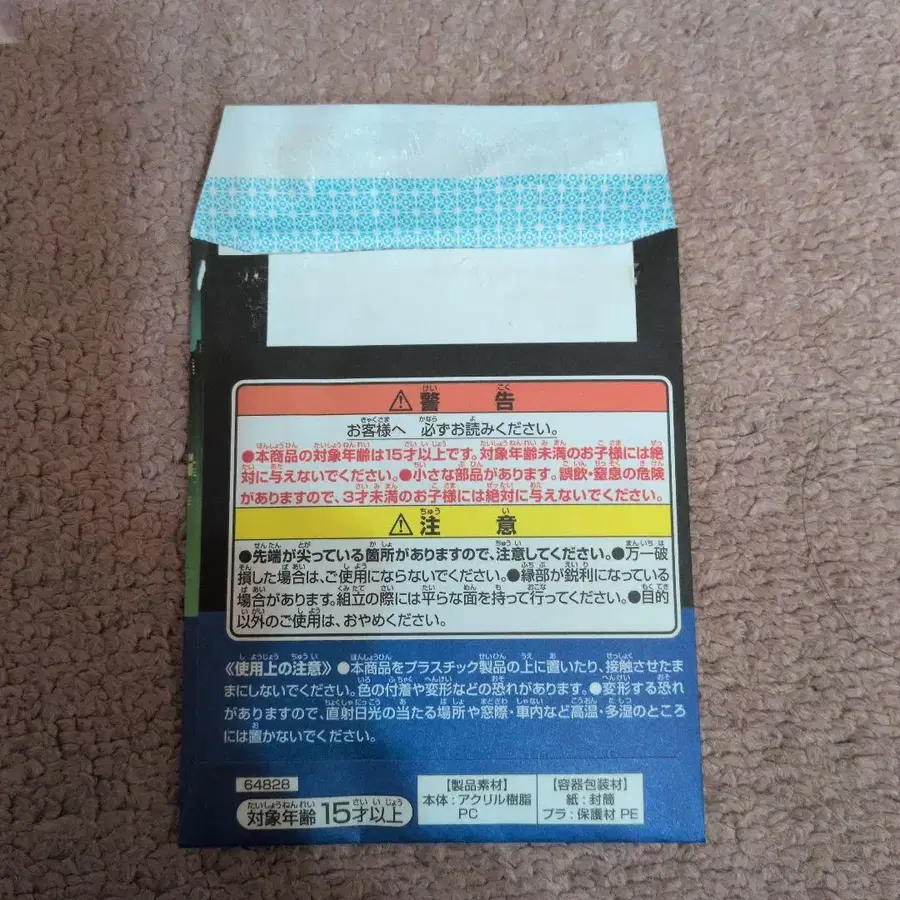 ⚠警告
お客様へ 必ずお読みください。
●本商品の対象年齢は15才以上です。対象年齢未満のお子様には絶
対に与えないでください。●小さな部品があります。誤飲・窒息の危険
がありますので、3才未満のお子様には絶対に与えないでください。
⚠注意
●先端が尖っている箇所がありますので、注意してください。●万一破
損した場合は、ご使用にならないでください。●縁部が鋭利になっている
場合があります。組立の際には平らな面を持って行ってください。●目的
以外のご使用は、おやめください。
《使用上の注意》●本商品をプラスチック製品の上に置いたり、接触させたま
まにしないでください。色の付着や変形などの恐れがあります。●変形する恐れ
がありますので、直射日光の当たる場所や窓際・車内など高温・多湿のところ
には置かないでください。
64828
対象年齢 15才以上
【製品素材】
本体:アクリル樹脂
PC
【容器包装材】
紙:封筒
プラ:保護材 PE